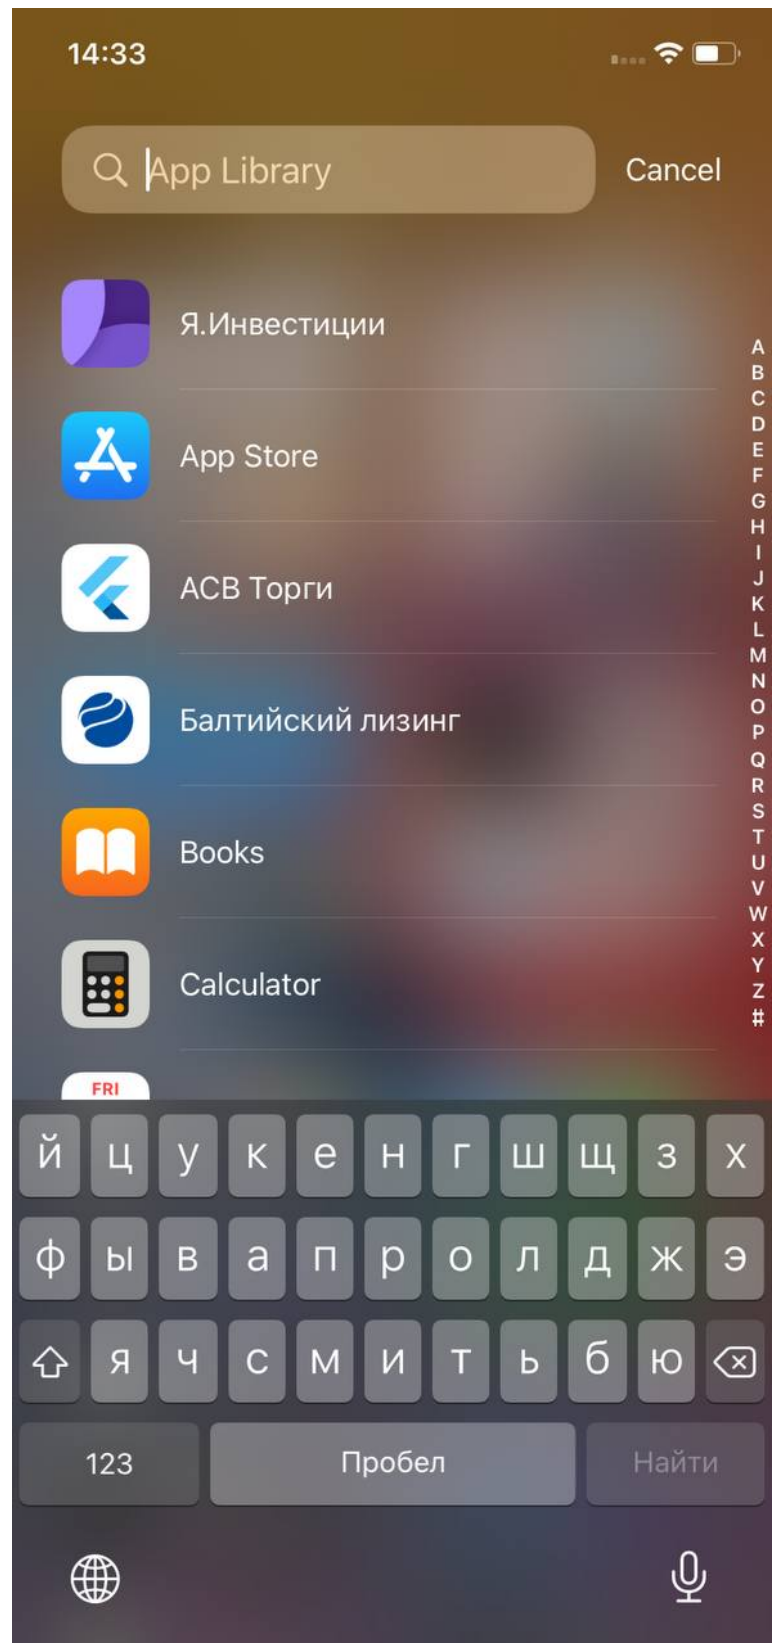 14:33
App Library
Cancel
Я.Инвестиции
App Store
АСВ Торги
Балтийский лизинг
Books
Calculator
FRI
A
B
C
D
E
F
G
H
I
J
K
L
M
N
O
P
Q
R
S
T
U
V
W
X
Y
Z
#
й ц у к е н г ш щ з х
ф ы в а п р о л д ж э
я ч с м и т ь б ю
123 Пробел Найти